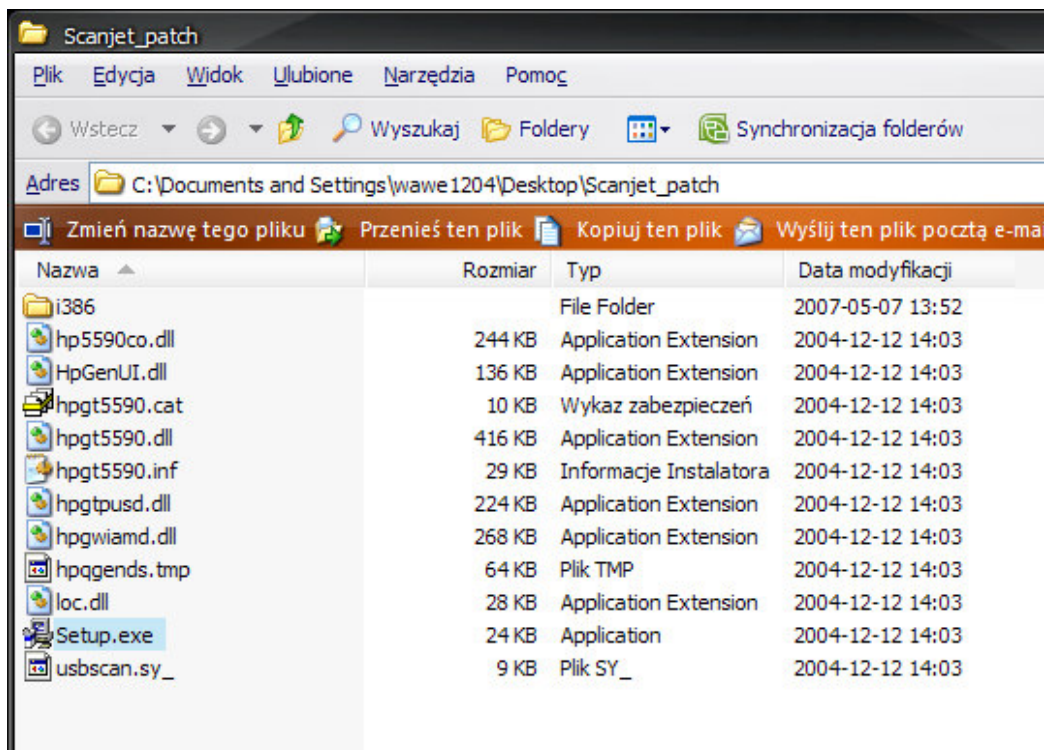 Scanjet_patch
Plik Edycja Widok Ulubione Narzędzia Pomoc
Wstecz Wyszukaj Foldery Synchronizacja folderów
Adres C:\Documents and Settings\wawe1204\Desktop\Scanjet_patch
Zmień nazwę tego pliku Przenieś ten plik Kopiuj ten plik Wyślij ten plik pocztą e-mai
Nazwa Rozmiar Typ Data modyfikacji
i386 File Folder 2007-05-07 13:52
hp5590co.dll 244 KB Application Extension 2004-12-12 14:03
HpGenUI.dll 136 KB Application Extension 2004-12-12 14:03
hpgt5590.cat 10 KB Wykaz zabezpieczeń 2004-12-12 14:03
hpgt5590.dll 416 KB Application Extension 2004-12-12 14:03
hpgt5590.inf 29 KB Informacje Instalatora 2004-12-12 14:03
hpgtpusd.dll 224 KB Application Extension 2004-12-12 14:03
hpgwiamd.dll 268 KB Application Extension 2004-12-12 14:03
hpqgends.tmp 64 KB Plik TMP 2004-12-12 14:03
loc.dll 28 KB Application Extension 2004-12-12 14:03
Setup.exe 24 KB Application 2004-12-12 14:03
usbscan.sy_ 9 KB Plik SY_ 2004-12-12 14:03